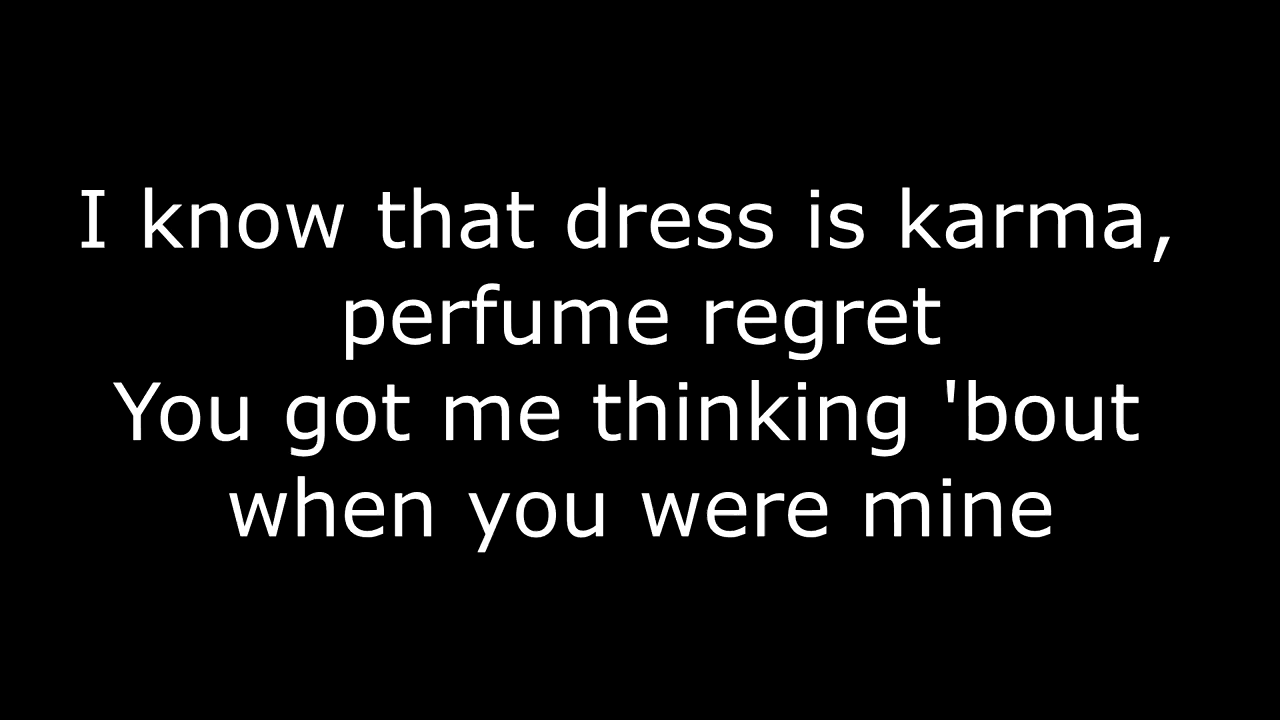 I know that dress is karma,
perfume regret
You got me thinking 'bout
when you were mine